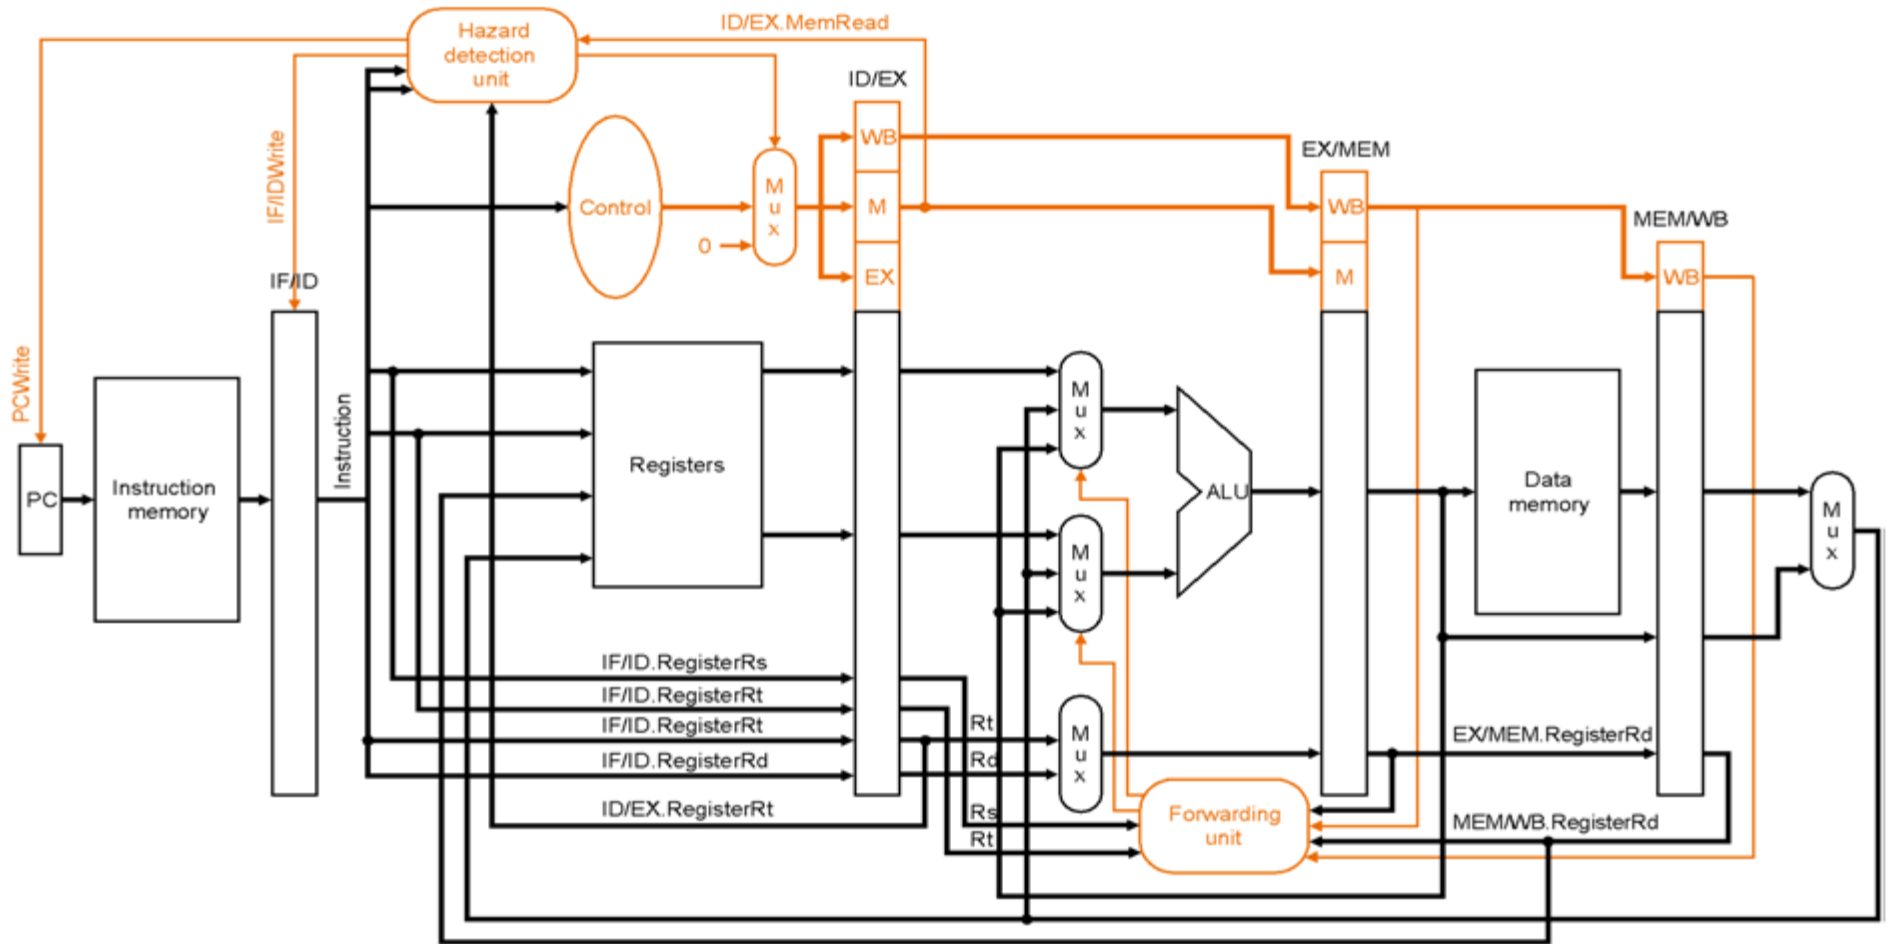 Hazard
detection
unit
ID/EX.MemRead
ID/EX
IF/IDWrite
PCWrite
Control
0
M
u
x
WB
M
EX
EX/MEM
WB
M
MEM/WB
WB
IF/ID
PC
Instruction
memory
Instruction
Registers
M
u
x
M
u
x
ALU
Data
memory
M
u
x
IF/ID.RegisterRs
IF/ID.RegisterRt
IF/ID.RegisterRt
IF/ID.RegisterRd
ID/EX.RegisterRt
Rt
Rd
Rs
Rt
M
u
x
Forwarding
unit
EX/MEM.RegisterRd
MEM/WB.RegisterRd